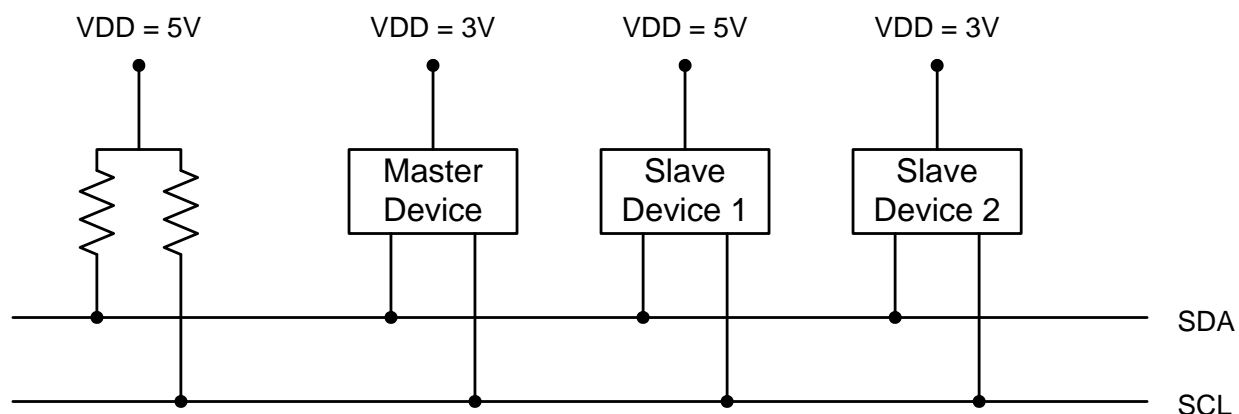 VDD = 5V
VDD = 3V
VDD = 5V
VDD = 3V
Master
Device
Slave
Device 1
Slave
Device 2
SDA
SCL